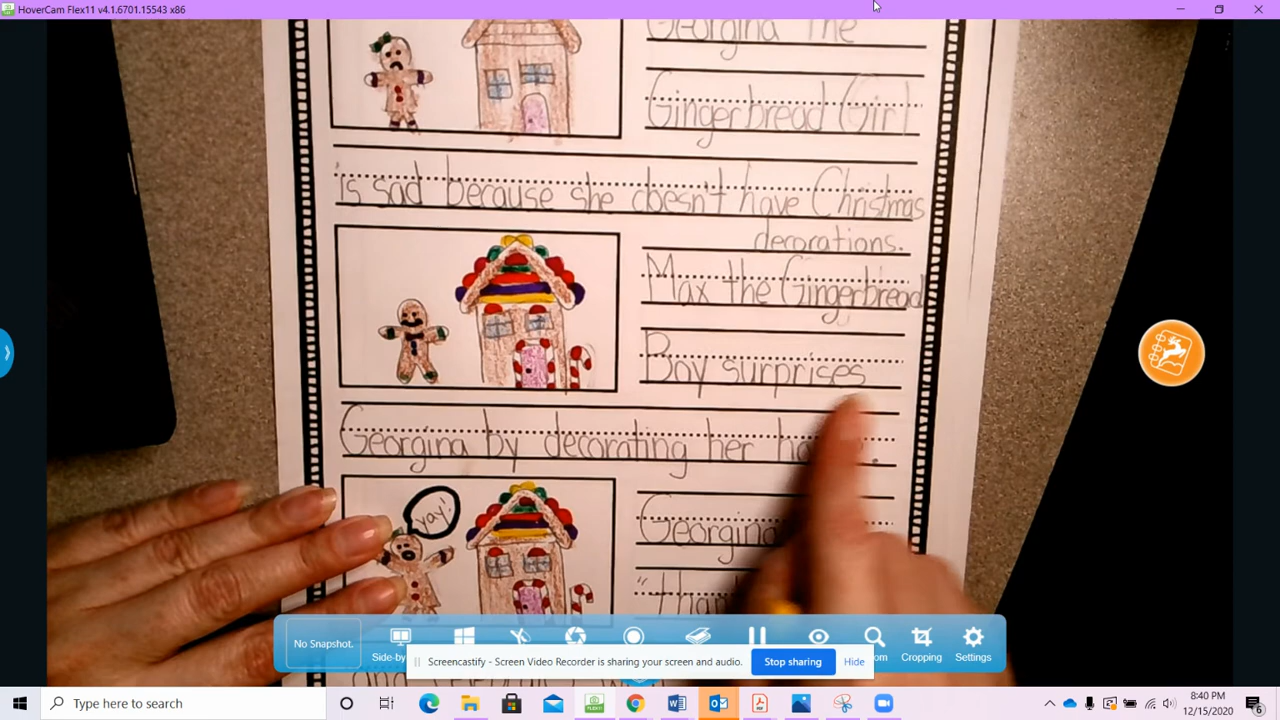 HoverCam Flex11 v4.1.6701.15543 x86
Georgina The
Gingerbread Girl
is sad because she doesn't have Christmas
decorations.
Max the Gingerbread
Boy surprises
Georgina by decorating her
yay!
Georgina
No Snapshot.
Side-by
Cropping
Settings
Screencastify - Screen Video Recorder is sharing your screen and audio.
Stop sharing
Hide
Type here to search
8:40 PM
12/15/2020
6